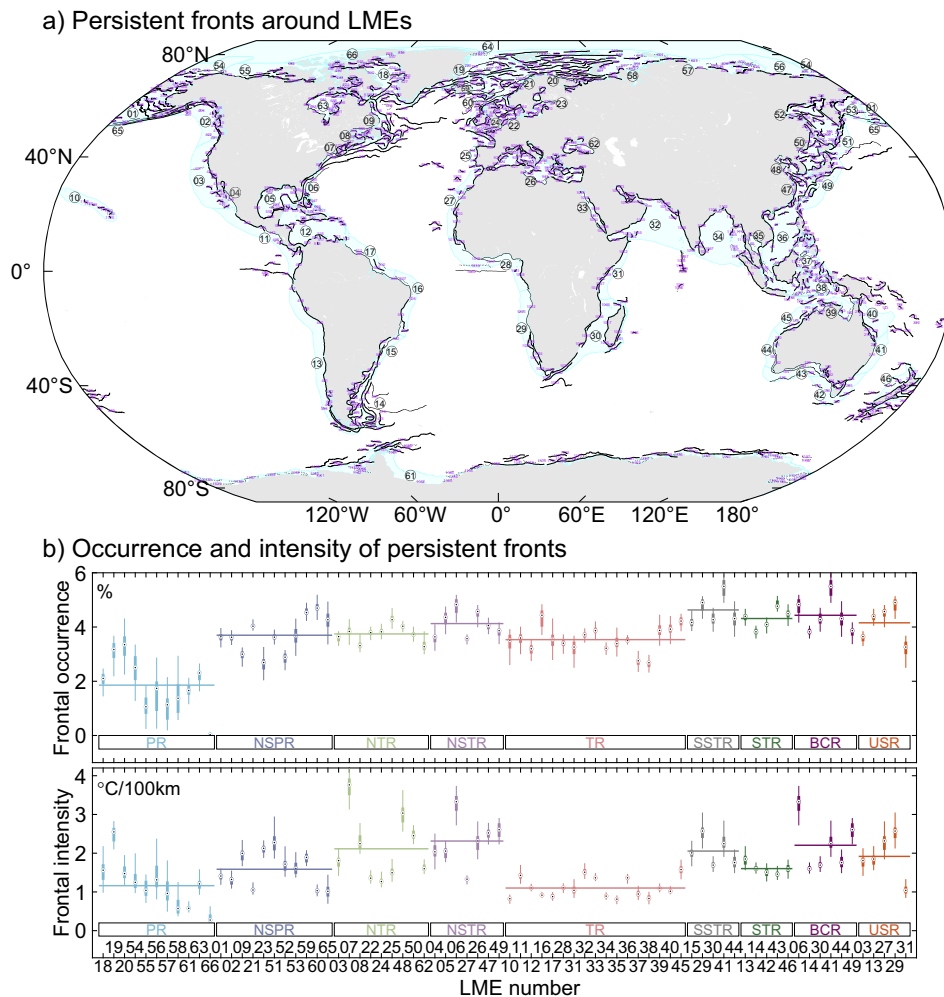 a) Persistent fronts around LMEs
80°N
66 64
54 55 18 19 20 58 57 56 54
21
63 60 23 53 01
01 02 09 24 22 52
65 08 62 50 65
07 51
40°N 25 48
03 04 05 06 26 47 49
10 27 33
11 12 32 34 35 36
17 37
0° 28 31 38
16 39 40
29 30 45
13 15 44 41
43 46
40°S 14 42
61
80°S
120°W 60°W 0° 60°E 120°E 180°
b) Occurrence and intensity of persistent fronts
Frontal occurrence
%
6
4
2
0
PR NSPR NTR NSTR TR SSTR STR BCR USR
Frontal intensity
°C/100km
4
3
2
1
0
PR NSPR NTR NSTR TR SSTR STR BCR USR
19 54 56 58 63 01 09 23 52 59 65 07 22 25 50 04 06 26 49 11 16 28 32 34 36 38 40 15 30 44 14 43 06 30 44 03 27 31
18 20 55 57 61 66 02 21 51 53 60 03 08 24 48 62 05 27 47 10 12 17 31 33 35 37 39 45 29 41 13 42 46 13 14 41 49 13 29
LME number